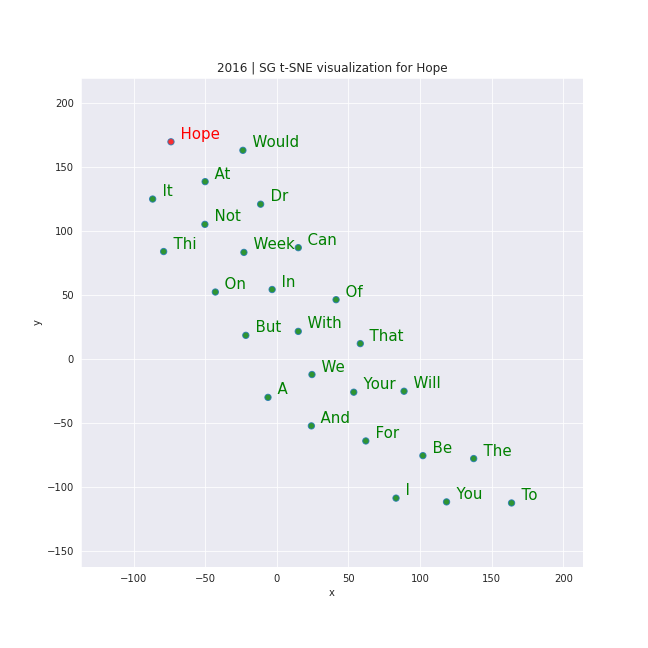 2016 | SG t-SNE visualization for Hope
200
Hope
Would
150
At
It
Dr
Not
100
Thi
Week
Can
On
In
Of
50
But
With
That
0
We
A
Your
Will
And
-50
For
Be
The
-100
I
You
To
-150
y
−100
−50
0
50
100
150
200
x